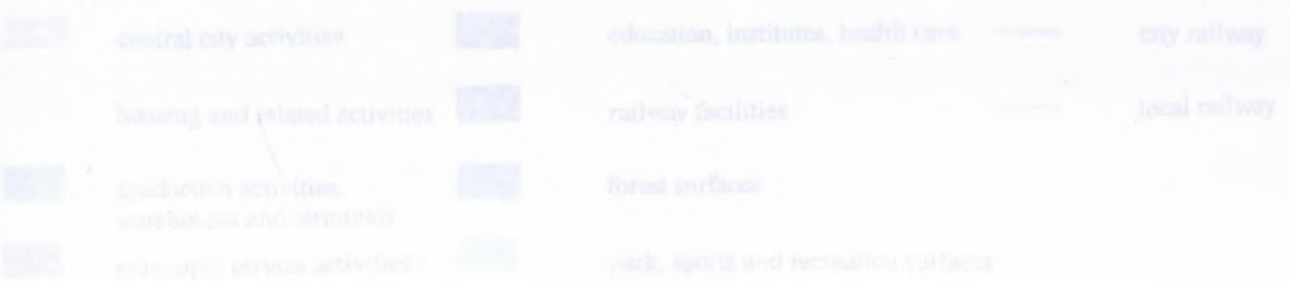 central city activities
housing and related activities
production activities,
warehouses and terminals
municipal service activities
education, institutes, health care
railway facilities
forest surfaces
park, sports and recreation surfaces
city railway
local railway